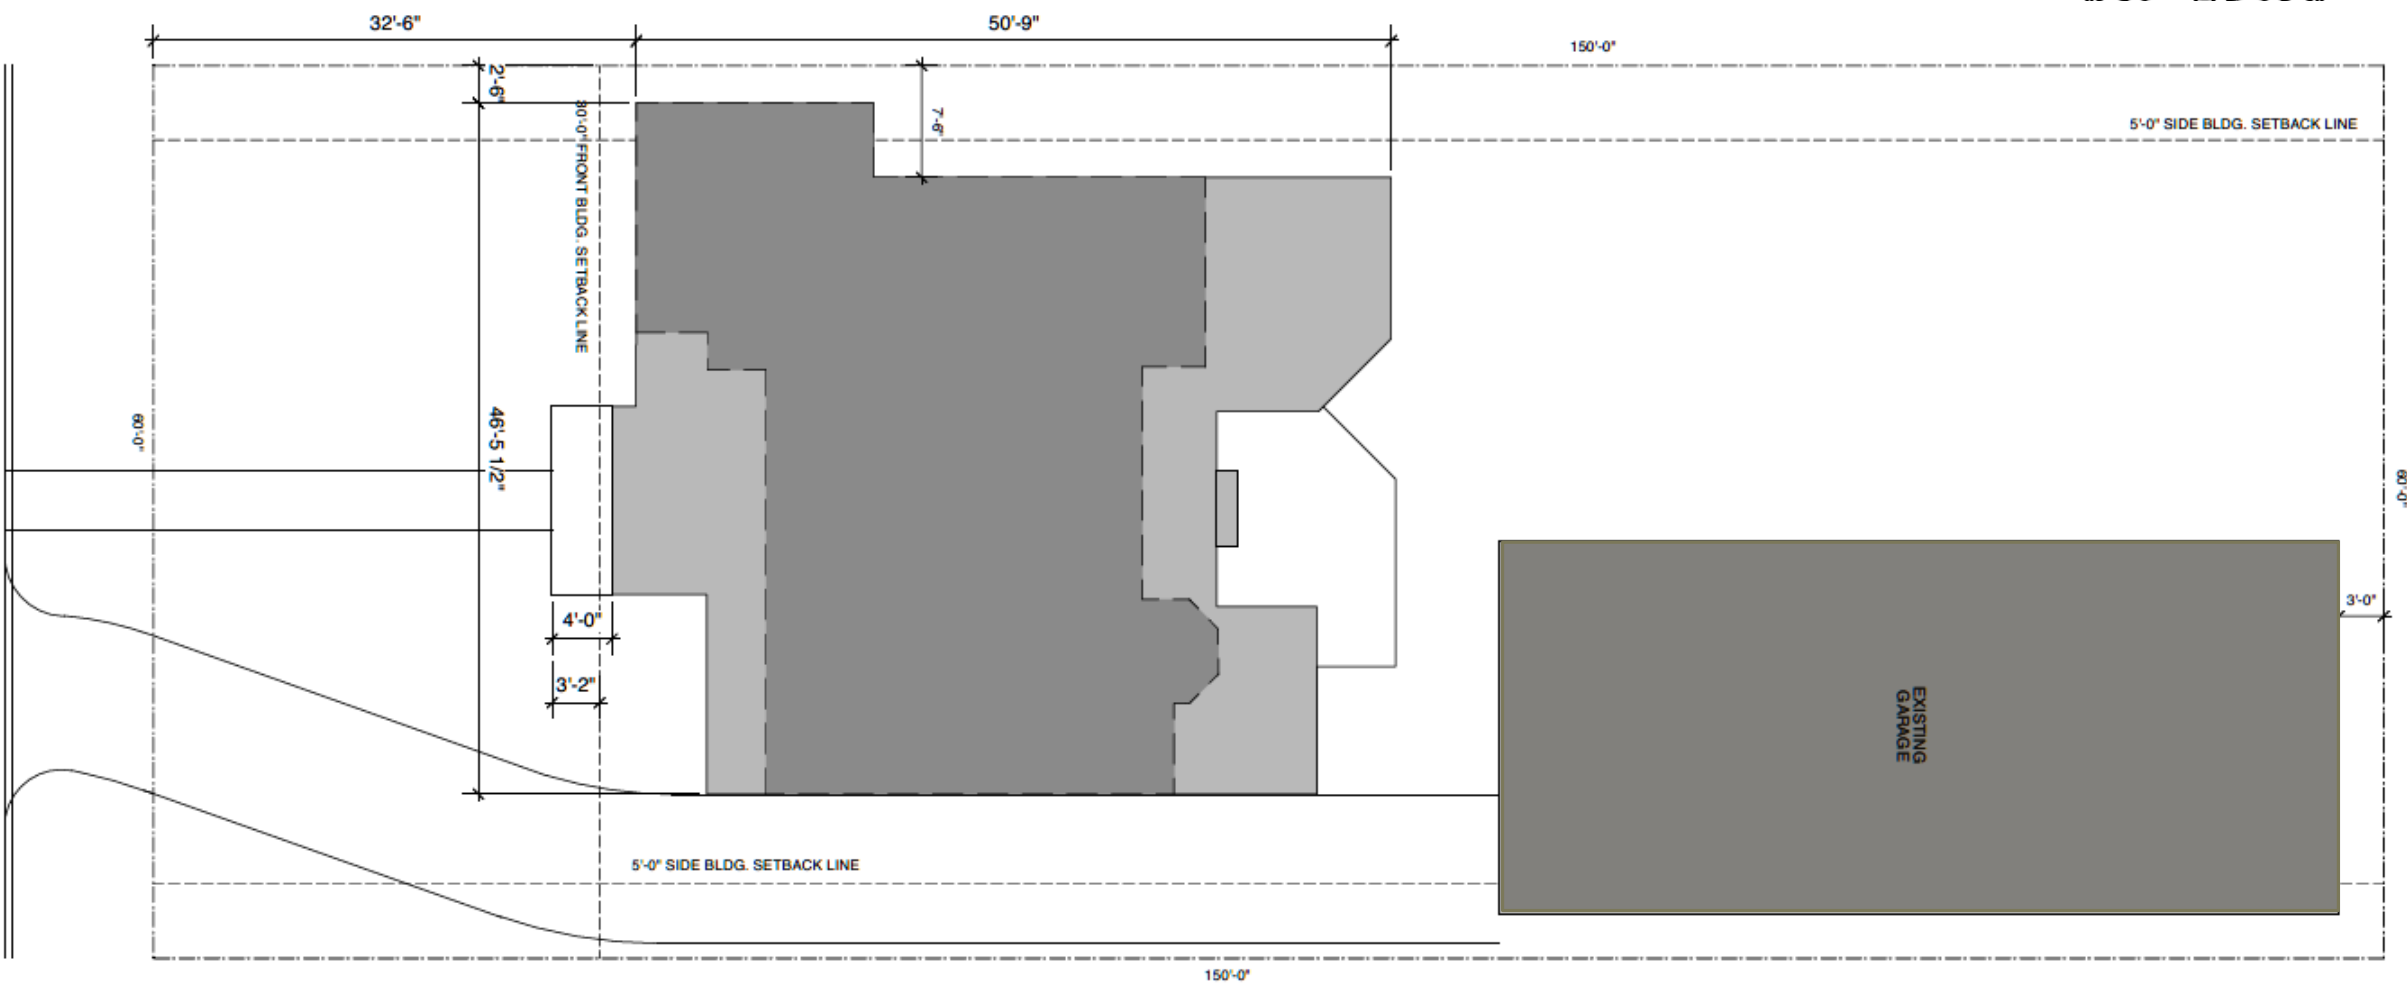 32'-6"
50'-9"
150'-0"
2'-6"
7'-6"
5'-0" SIDE BLDG. SETBACK LINE
30'-0" FRONT BLDG. SETBACK LINE
60'-0"
46'-5 1/2"
60'-0"
4'-0"
3'-0"
3'-2"
EXISTING
GARAGE
5'-0" SIDE BLDG. SETBACK LINE
150'-0"